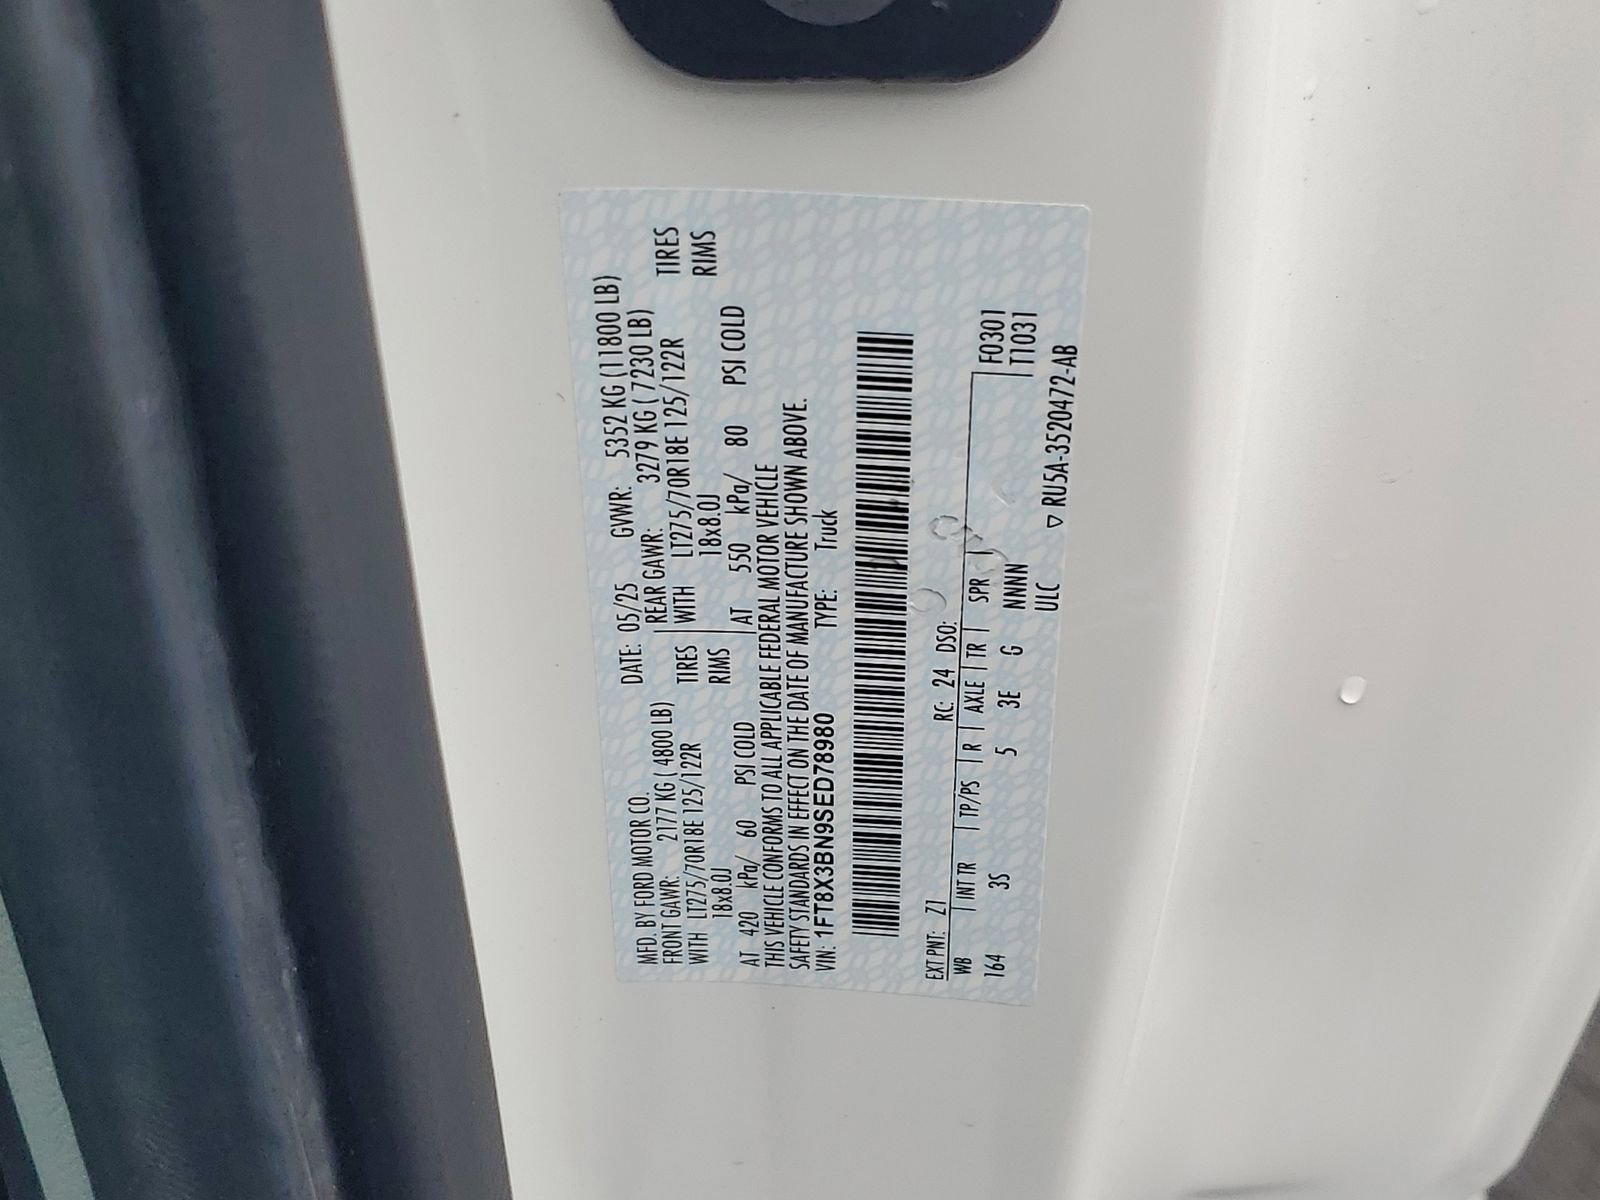 MFD. BY FORD MOTOR CO. DATE: 05/25 GVWR: 5352 KG (11800 LB)
FRONT GAWR: 2177 KG ( 4800 LB) REAR GAWR: 3279 KG ( 7230 LB)
WITH LT275/70R18E 125/122R TIRES WITH LT275/70R18E 125/122R TIRES
18x8.0J RIMS 18x8.0J RIMS
AT 420 kPa/ 60 PSI COLD AT 550 kPa/ 80 PSI COLD
THIS VEHICLE CONFORMS TO ALL APPLICABLE FEDERAL MOTOR VEHICLE
SAFETY STANDARDS IN EFFECT ON THE DATE OF MANUFACTURE SHOWN ABOVE.
VIN: 1FT8X3BN9SED78980 TYPE: Truck
EXT PNT: Z1 RC: 24 DSO:
WB INT TR TP/PS R AXLE TR SPR F0301
164 3S 5 3E G NNNN T1031
ULC
▽ RU5A-3520472-AB